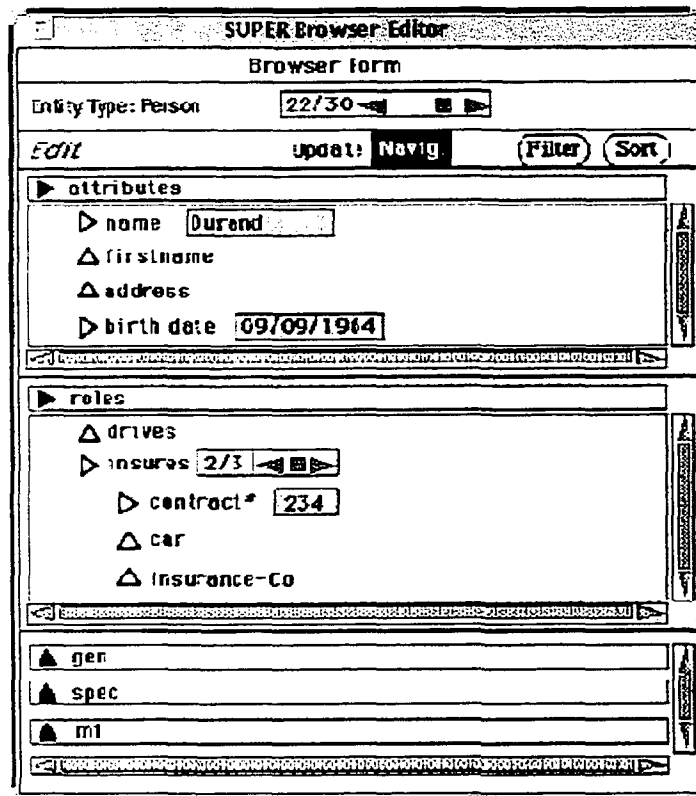 SUPER Browser Editor
Browser form
Entity Type: Person 22/30
Edit Update Navig. Filter Sort
attributes
name Durand
firstname
address
birth date 09/09/1964
roles
drives
insures 2/3
contract# 234
car
Insurance-Co
gen
spec
m1